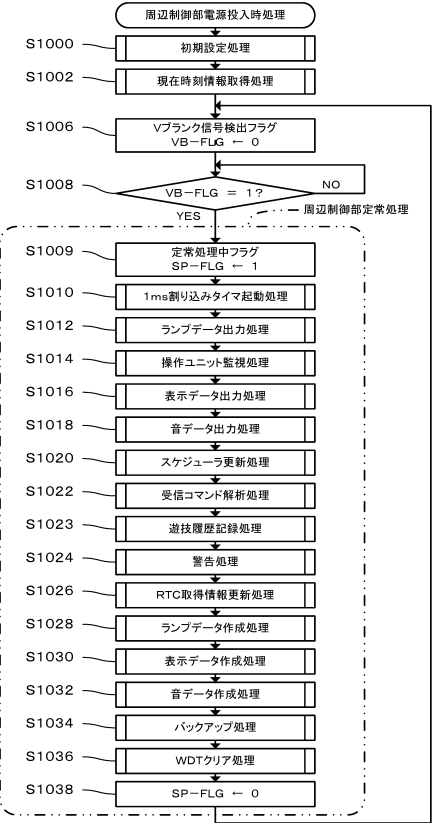 周辺制御部電源投入時処理
S1000
初期設定処理
S1002
現在時刻情報取得処理
S1006
Vブランク信号検出フラグ
VB−FLG ← 0
S1008
VB−FLG = 1?
NO
YES
周辺制御部定常処理
S1009
定常処理中フラグ
SP−FLG ← 1
S1010
1ms割り込みタイマ起動処理
S1012
ランプデータ出力処理
S1014
操作ユニット監視処理
S1016
表示データ出力処理
S1018
音データ出力処理
S1020
スケジューラ更新処理
S1022
受信コマンド解析処理
S1023
遊技履歴記録処理
S1024
警告処理
S1026
RTC取得情報更新処理
S1028
ランプデータ作成処理
S1030
表示データ作成処理
S1032
音データ作成処理
S1034
バックアップ処理
S1036
WDTクリア処理
S1038
SP−FLG ← 0